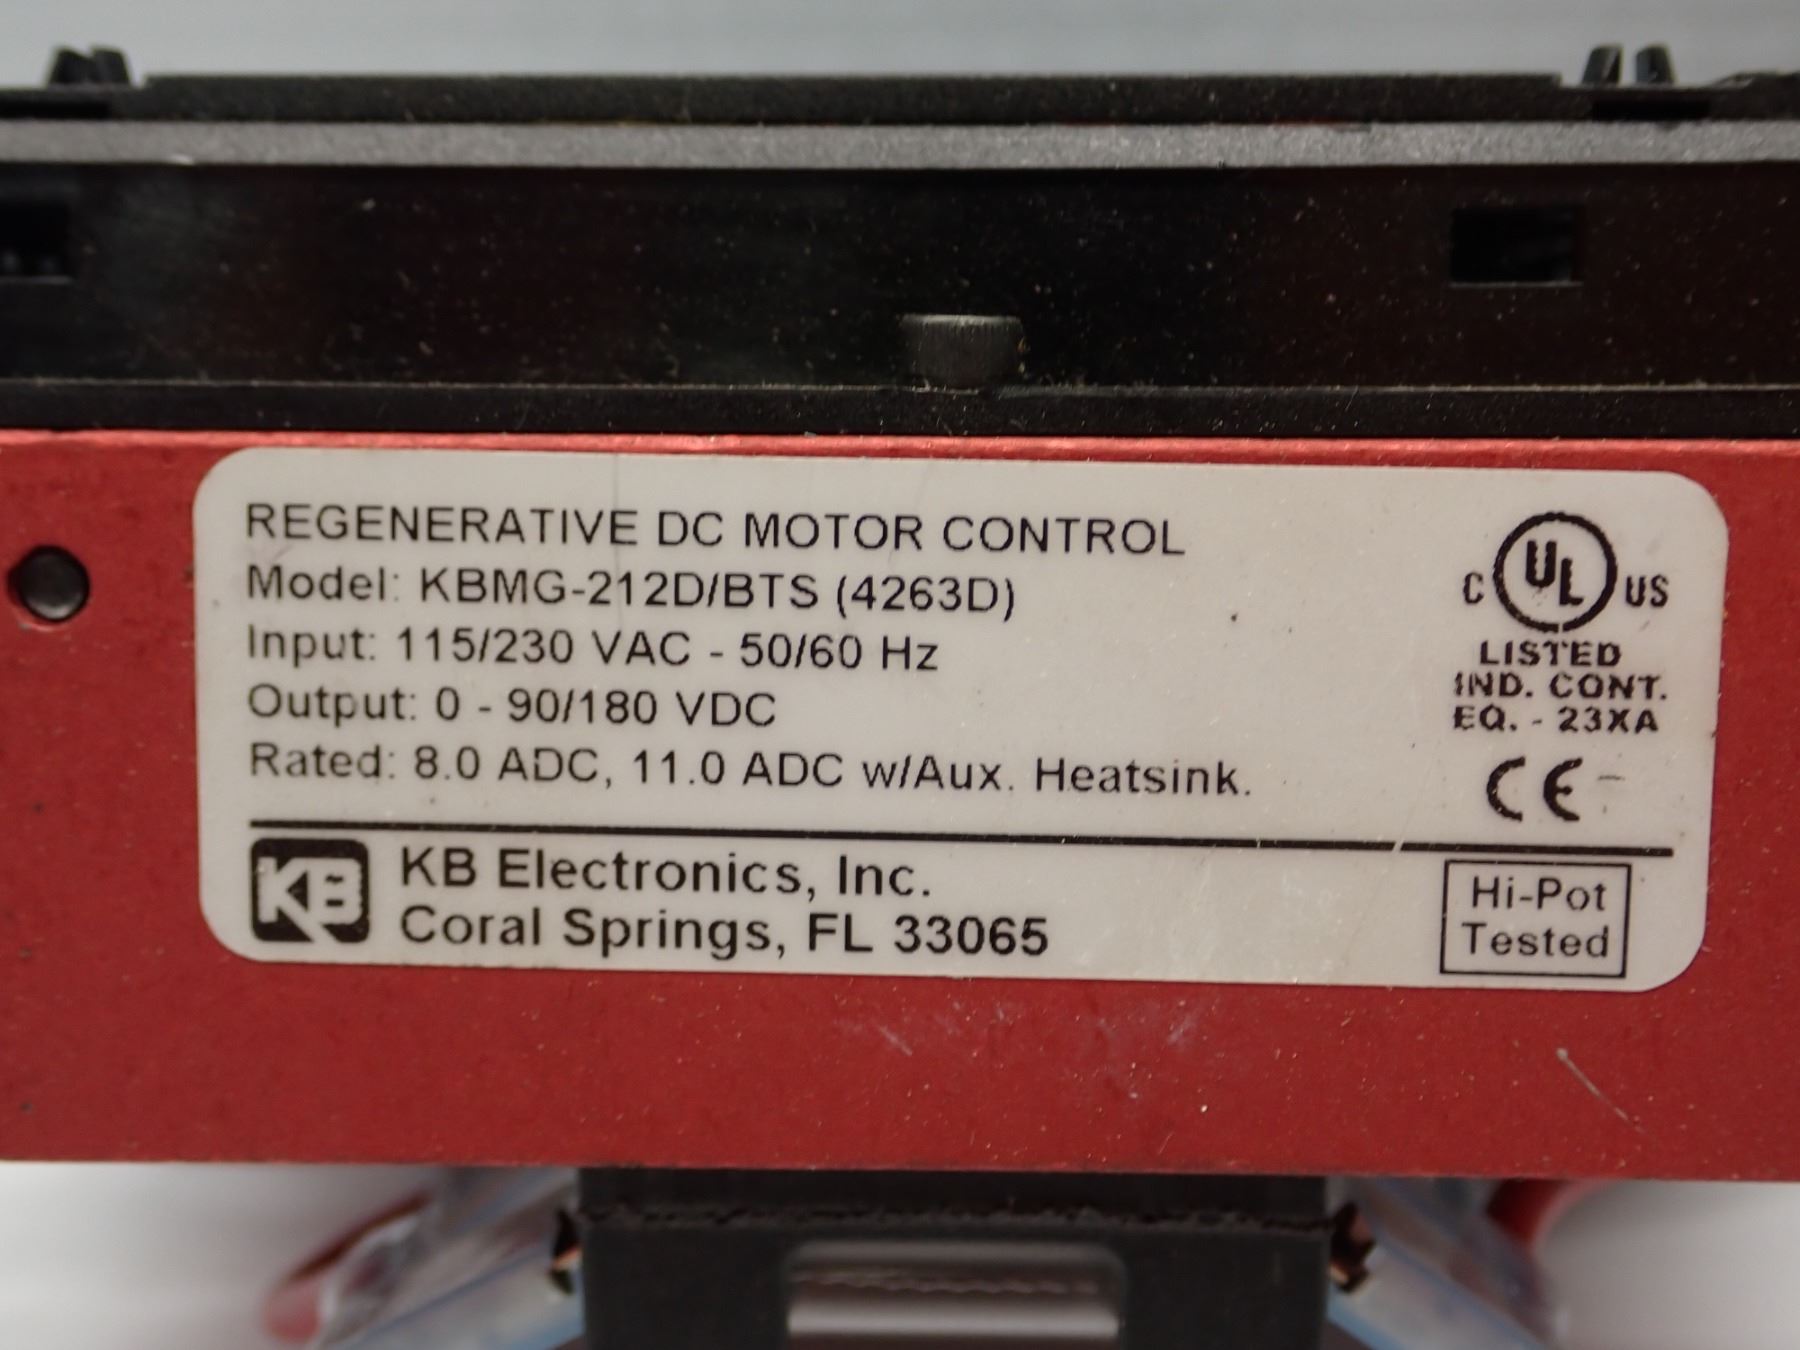 REGENERATIVE DC MOTOR CONTROL
Model: KBMG-212D/BTS (4263D)
Input: 115/230 VAC - 50/60 Hz
Output: 0 - 90/180 VDC
Rated: 8.0 ADC, 11.0 ADC w/Aux. Heatsink.
C UL US
LISTED
IND. CONT.
EQ. - 23XA
CE
KB
KB Electronics, Inc.
Coral Springs, FL 33065
Hi-Pot
Tested